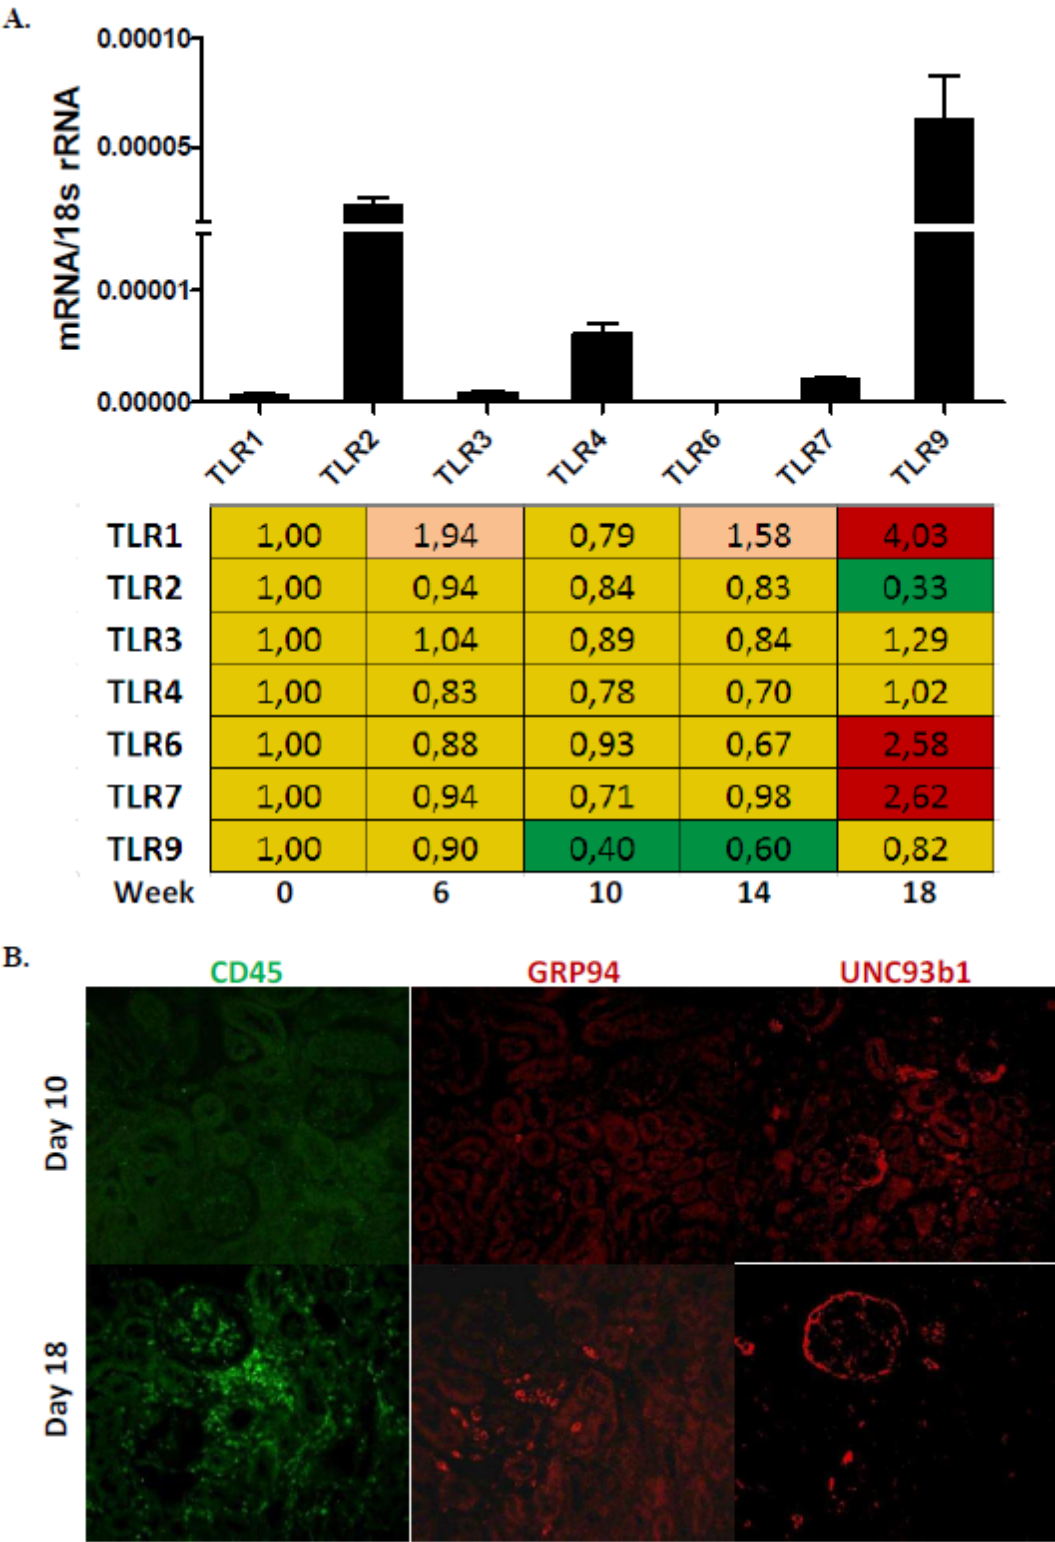 A.
mRNA/18s rRNA
0.00010
0.00005
0.00001
0.00000
TLR1 TLR2 TLR3 TLR4 TLR6 TLR7 TLR9
TLR1 1,00 1,94 0,79 1,58 4,03
TLR2 1,00 0,94 0,84 0,83 0,33
TLR3 1,00 1,04 0,89 0,84 1,29
TLR4 1,00 0,83 0,78 0,70 1,02
TLR6 1,00 0,88 0,93 0,67 2,58
TLR7 1,00 0,94 0,71 0,98 2,62
TLR9 1,00 0,90 0,40 0,60 0,82
Week 0 6 10 14 18
B.
CD45 GRP94 UNC93b1
Day 10
Day 18